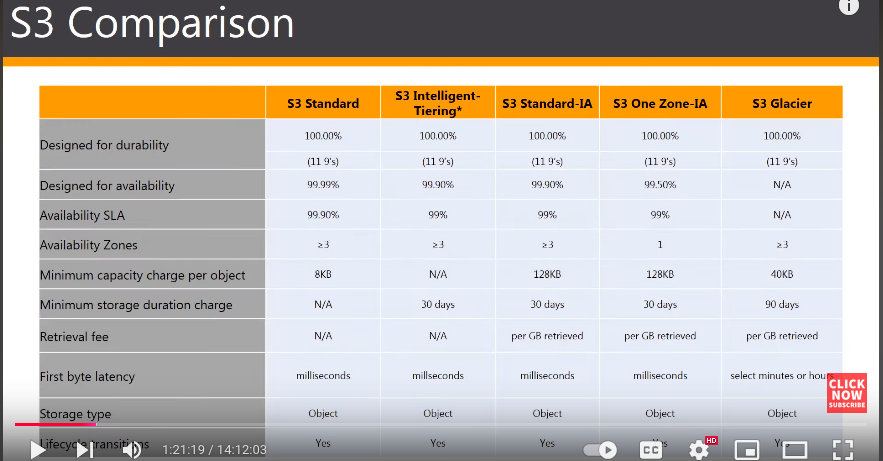 S3 Comparison
S3 Standard S3 Intelligent-Tiering* S3 Standard-IA S3 One Zone-IA S3 Glacier
Designed for durability 100.00% 100.00% 100.00% 100.00% 100.00%
(11 9's) (11 9's) (11 9's) (11 9's) (11 9's)
Designed for availability 99.99% 99.90% 99.90% 99.50% N/A
Availability SLA 99.90% 99% 99% 99% N/A
Availability Zones ≥3 ≥3 ≥3 1 ≥3
Minimum capacity charge per object 8KB N/A 128KB 128KB 40KB
Minimum storage duration charge N/A 30 days 30 days 30 days 90 days
Retrieval fee N/A N/A per GB retrieved per GB retrieved per GB retrieved
First byte latency milliseconds millseconds milliseconds milliseconds select minutes or hours
CLICK
NOW
SUBSCRIBE
Storage type Object Object Object Object Object
Lifecycle transitions Yes Yes Yes Yes Yes
1:21:19 / 14:12:03 CC HD